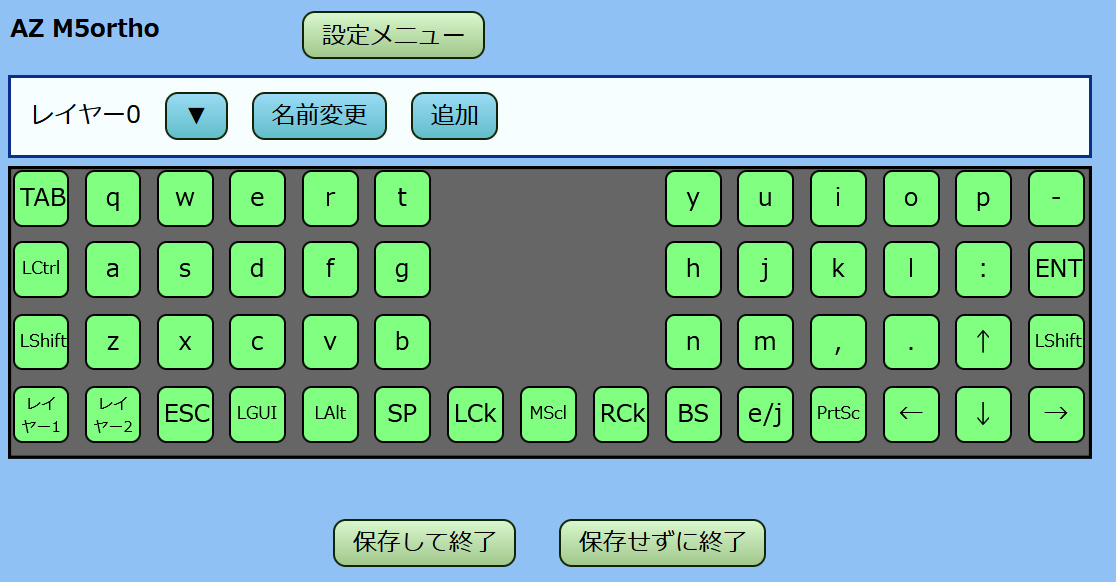 AZ M5ortho 設定メニュー
レイヤー0 ▼ 名前変更 追加
TAB q w e r t y u i o p -
LCtrl a s d f g h j k l : ENT
LShift z x c v b n m , . ↑ LShift
レイヤー1 レイヤー2 ESC LGUI LAlt SP LCk MScl RCk BS e/j PrtSc ← ↓ →
保存して終了 保存せずに終了